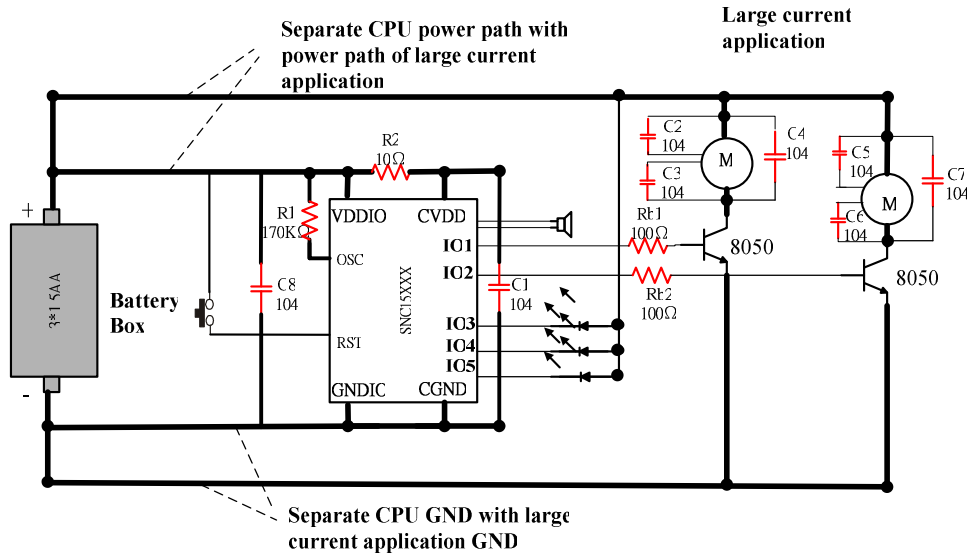 Separate CPU power path with
power path of large current
application
Large current
application
R2
10Ω
C2
104
C3
104
C4
104
M
C5
104
C6
104
C7
104
M
+
3*1.5AA
-
Battery
Box
R1
170KΩ
C8
104
VDDIO
CVDD
OSC
RST
GNDIC
CGND
SNC15XXX
IO1
IO2
IO3
IO4
IO5
C1
104
Rb1
100Ω
Rb2
100Ω
8050
8050
Separate CPU GND with large
current application GND